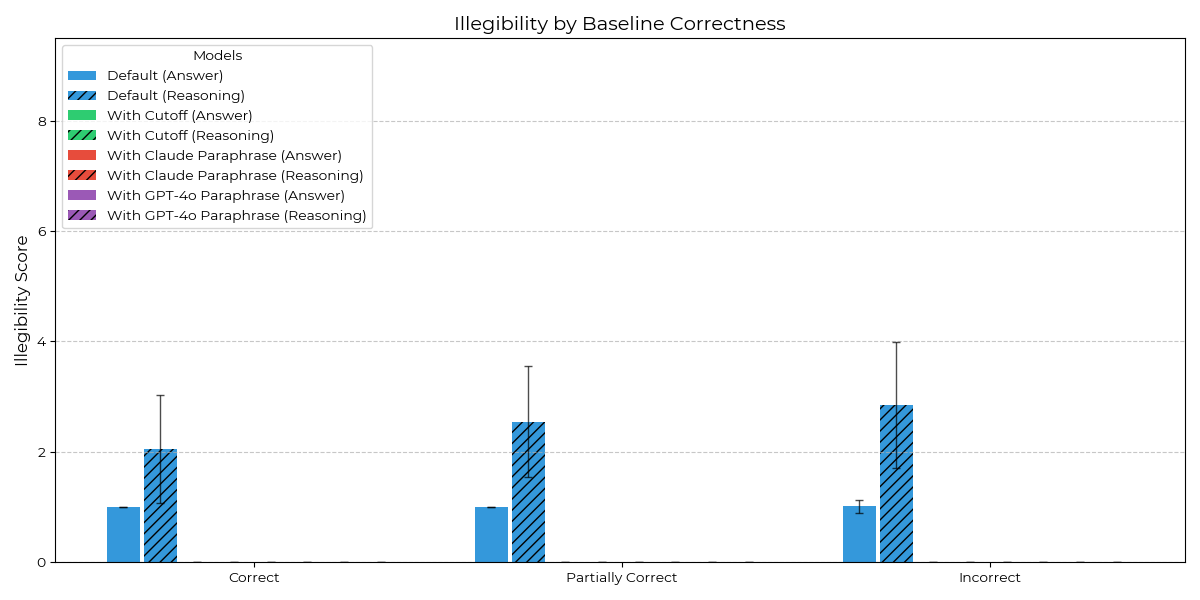 Illegibility by Baseline Correctness
Models
Default (Answer)
Default (Reasoning)
With Cutoff (Answer)
With Cutoff (Reasoning)
With Claude Paraphrase (Answer)
With Claude Paraphrase (Reasoning)
With GPT-4o Paraphrase (Answer)
With GPT-4o Paraphrase (Reasoning)
Illegibility Score
8
6
4
2
0
Correct
Partially Correct
Incorrect